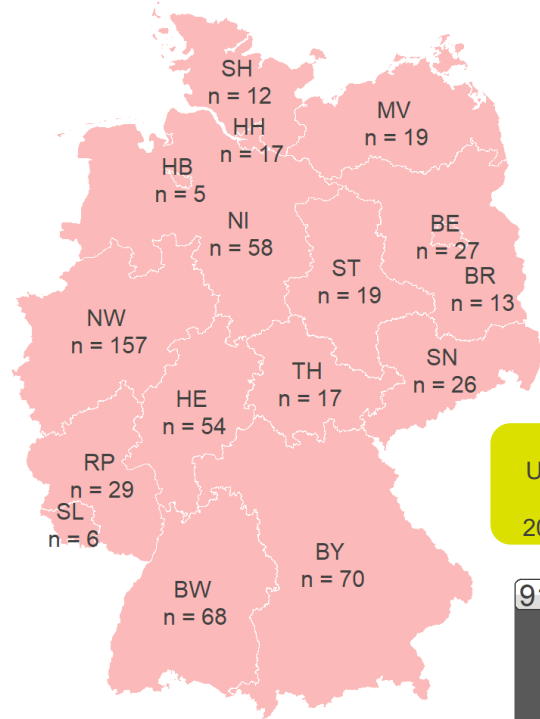 SH
n = 12
MV
n = 19
HH
n = 17
HB
n = 5
NI
n = 58
BE
n = 27
ST
n = 19
BR
n = 13
NW
n = 157
SN
n = 26
TH
n = 17
HE
n = 54
RP
n = 29
SL
n = 6
BY
n = 70
BW
n = 68